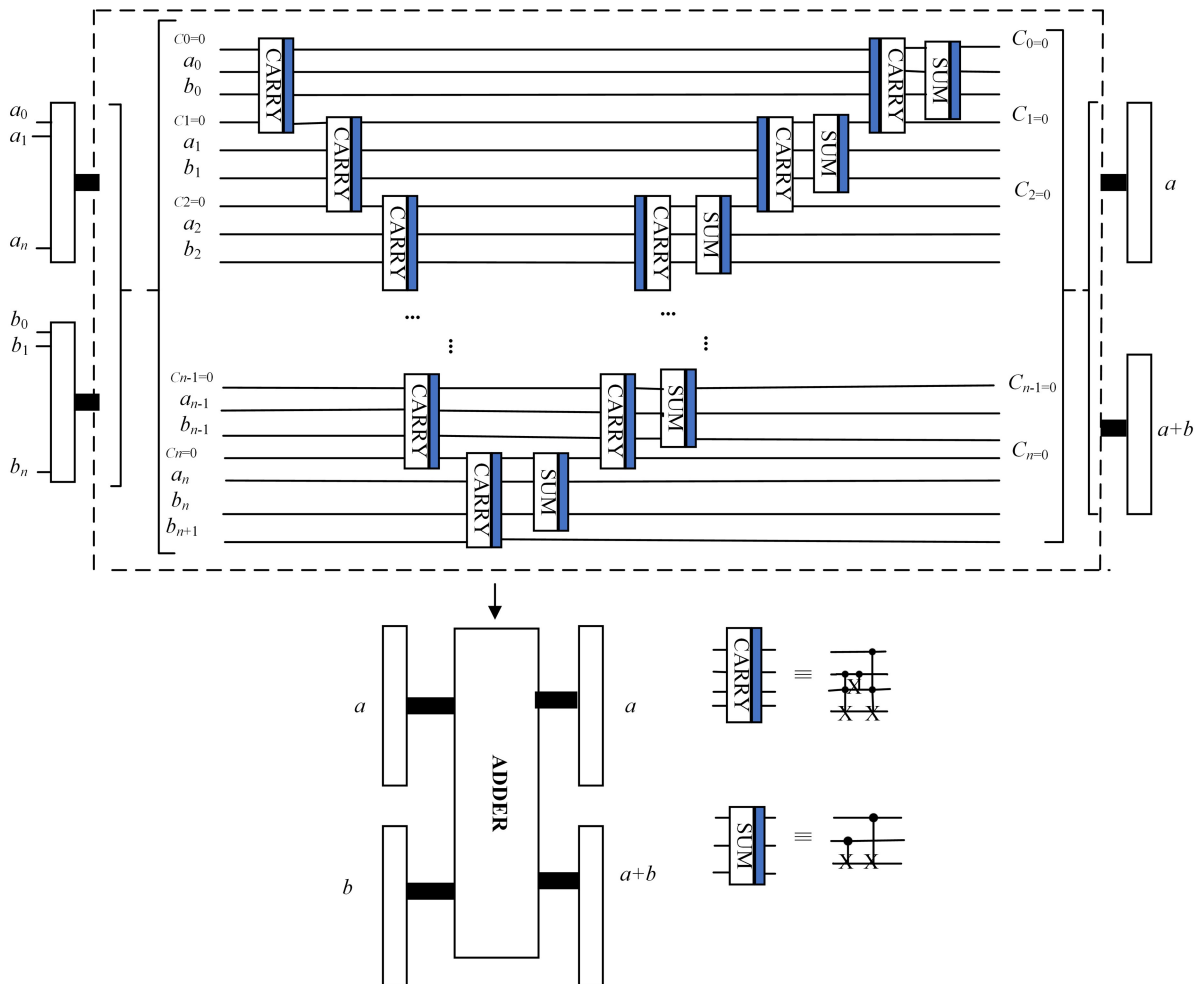 C0=0
a0
b0
C1=0
a1
b1
C2=0
a2
b2
...
...
Cn-1=0
an-1
bn-1
Cn=0
an
bn
bn+1
CARRY
CARRY
CARRY
CARRY
CARRY
SUM
CARRY
SUM
...
...
CARRY
SUM
CARRY
SUM
CARRY
SUM
C0=0
C1=0
C2=0
Cn-1=0
Cn=0
a0
a1
an
b0
b1
bn
a
a+b
a
b
ADDER
a
a+b
CARRY
≡
X
X X
SUM
≡
X X